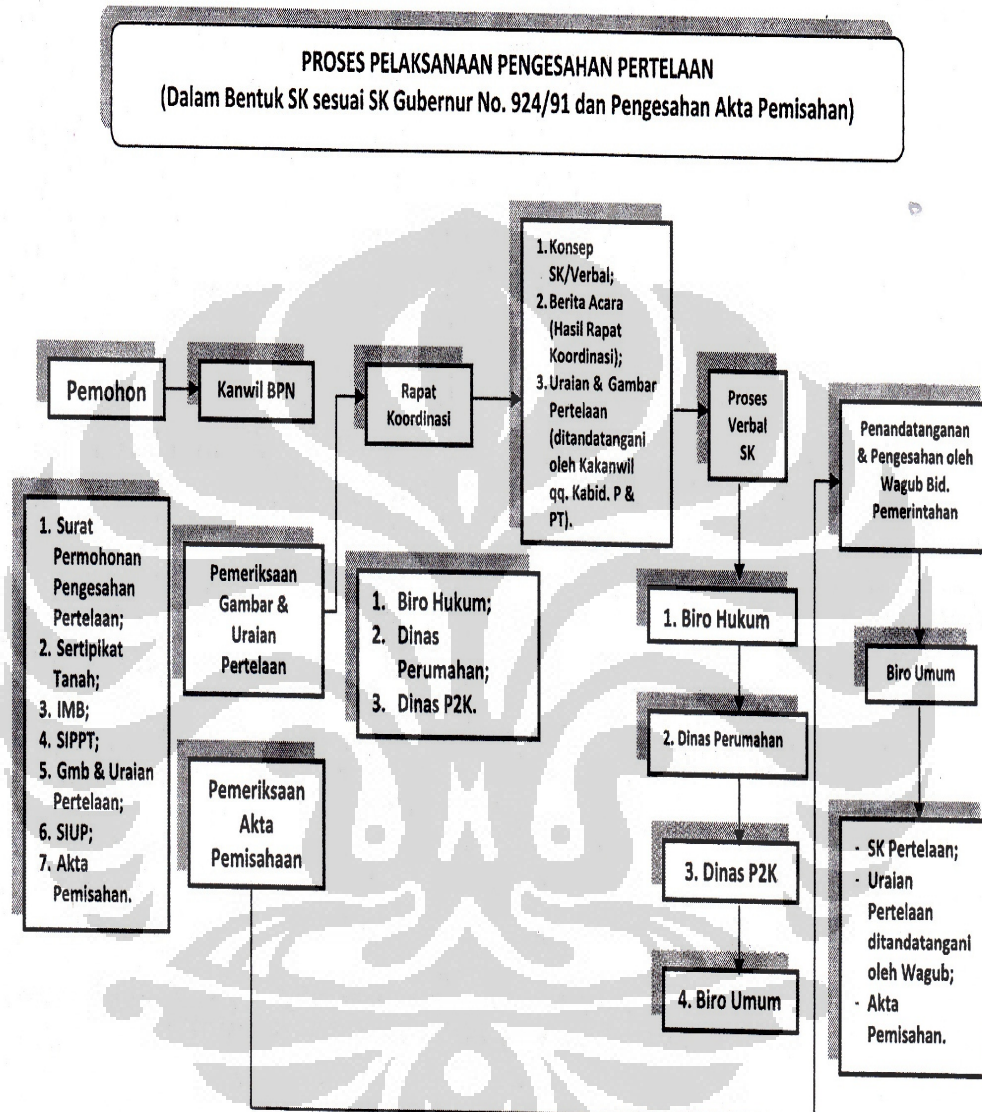 PROSES PELAKSANAAN PENGESAHAN PERTELAAN
(Dalam Bentuk SK sesuai SK Gubernur No. 924/91 dan Pengesahan Akta Pemisahan)
Pemohon
Kanwil BPN
Rapat
Koordinasi
1. Konsep
SK/Verbal;
2. Berita Acara
(Hasil Rapat
Koordinasi);
3. Uraian & Gambar
Pertelaan
(ditandatangani
oleh Kakanwil
qq. Kabid. P &
PT).
Proses
Verbal
SK
Penandatanganan
& Pengesahan oleh
Wagub Bid.
Pemerintahan
1. Surat
Permohonan
Pengesahan
Pertelaan;
2. Sertipikat
Tanah;
3. IMB;
4. SIPPT;
5. Gmb & Uraian
Pertelaan;
6. SIUP;
7. Akta
Pemisahan.
Pemeriksaan
Gambar &
Uraian
Pertelaan
1. Biro Hukum;
2. Dinas
Perumahan;
3. Dinas P2K.
Pemeriksaan
Akta
Pemisahaan
1. Biro Hukum
2. Dinas Perumahan
3. Dinas P2K
4. Biro Umum
Biro Umum
- SK Pertelaan;
- Uraian
Pertelaan
ditandatangani
oleh Wagub;
- Akta
Pemisahan.